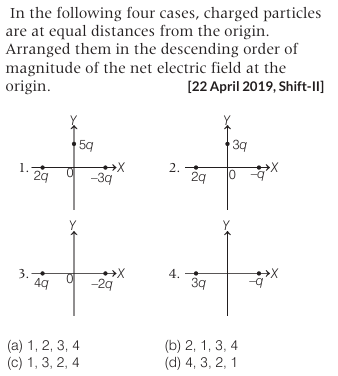 In the following four cases, charged particles
are at equal distances from the origin.
Arranged them in the descending order of
magnitude of the net electric field at the
origin. [22 April 2019, Shift-II]
Y
5q
1. 2q 0 -3q X
Y
3q
2. 2q 0 -q X
Y
3. 4q 0 -2q X
Y
4. 3q -q X
(a) 1, 2, 3, 4 (b) 2, 1, 3, 4
(c) 1, 3, 2, 4 (d) 4, 3, 2, 1